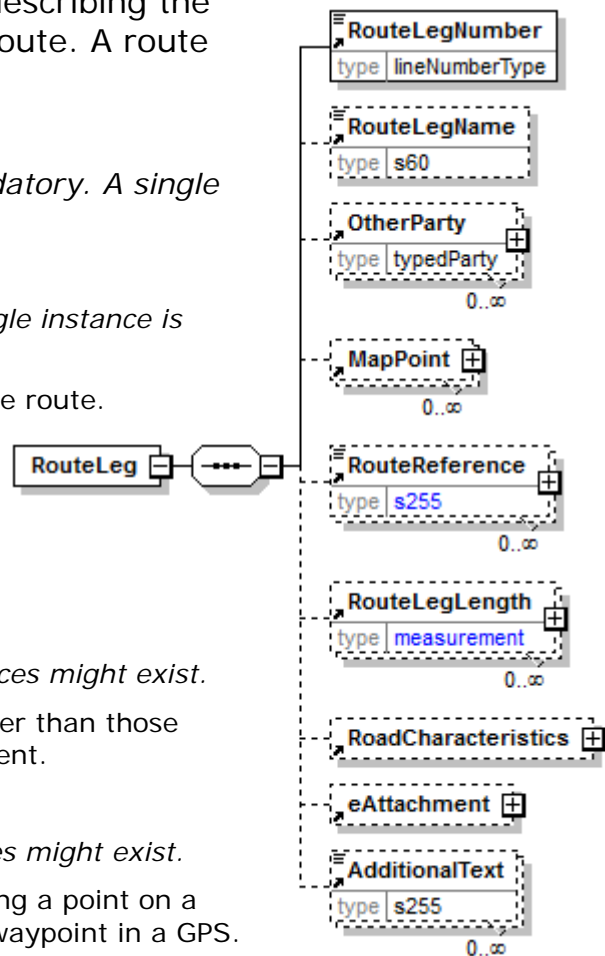 describing the
oute. A route
datory. A single
gle instance is
e route.
ces might exist.
er than those
ent.
es might exist.
ng a point on a
waypoint in a GPS.
RouteLeg
RouteLegNumber
type lineNumberType
RouteLegName
type s60
OtherParty
type typedParty
0..∞
MapPoint
0..∞
RouteReference
type s255
0..∞
RouteLegLength
type measurement
0..∞
RoadCharacteristics
eAttachment
AdditionalText
type s255
0..∞